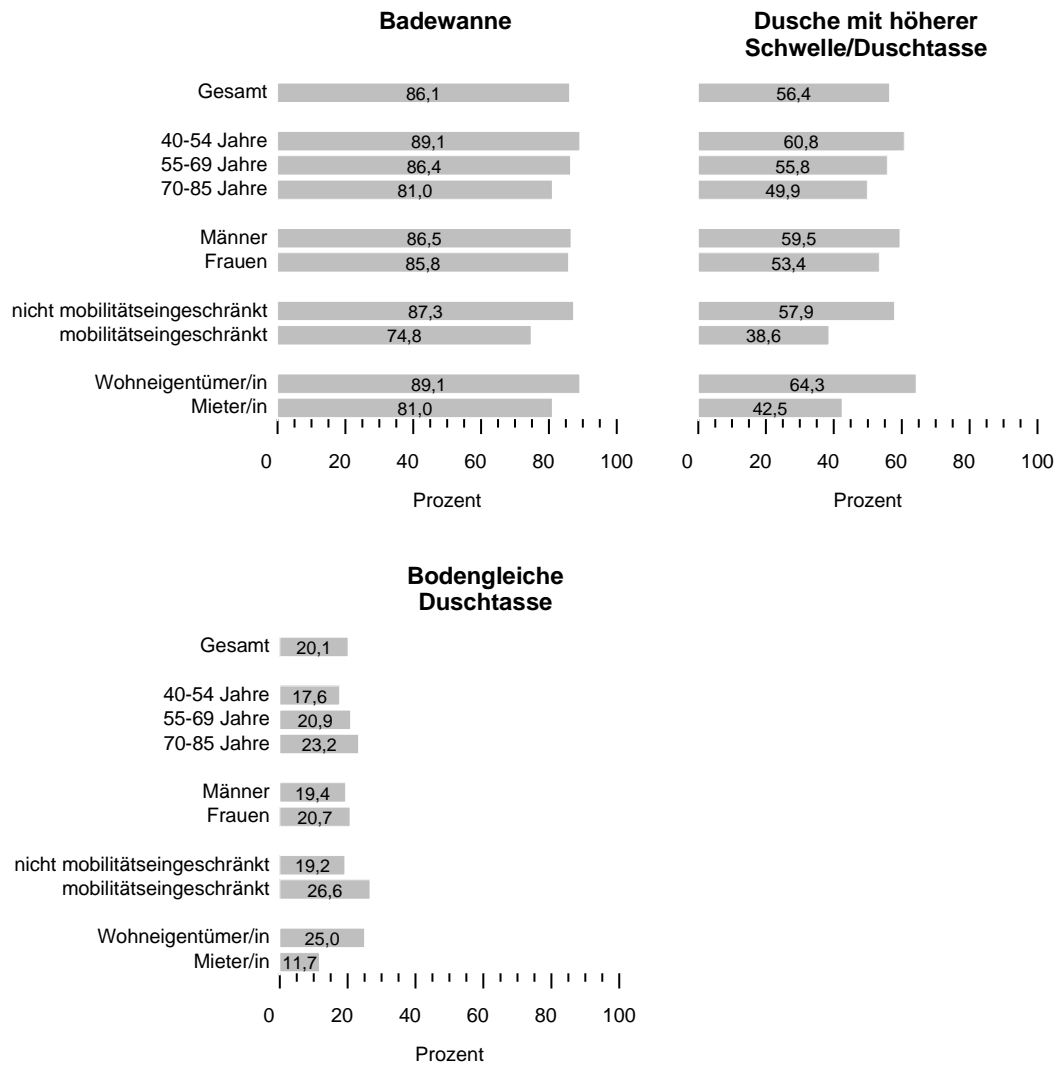 Badewanne
Dusche mit höherer
Schwelle/Duschtasse
Gesamt 86,1 56,4
40-54 Jahre 89,1 60,8
55-69 Jahre 86,4 55,8
70-85 Jahre 81,0 49,9
Männer 86,5 59,5
Frauen 85,8 53,4
nicht mobilitätseingeschränkt 87,3 57,9
mobilitätseingeschränkt 74,8 38,6
Wohneigentümer/in 89,1 64,3
Mieter/in 81,0 42,5
0 20 40 60 80 100 0 20 40 60 80 100
Prozent Prozent
Bodengleiche
Duschtasse
Gesamt 20,1
40-54 Jahre 17,6
55-69 Jahre 20,9
70-85 Jahre 23,2
Männer 19,4
Frauen 20,7
nicht mobilitätseingeschränkt 19,2
mobilitätseingeschränkt 26,6
Wohneigentümer/in 25,0
Mieter/in 11,7
0 20 40 60 80 100
Prozent